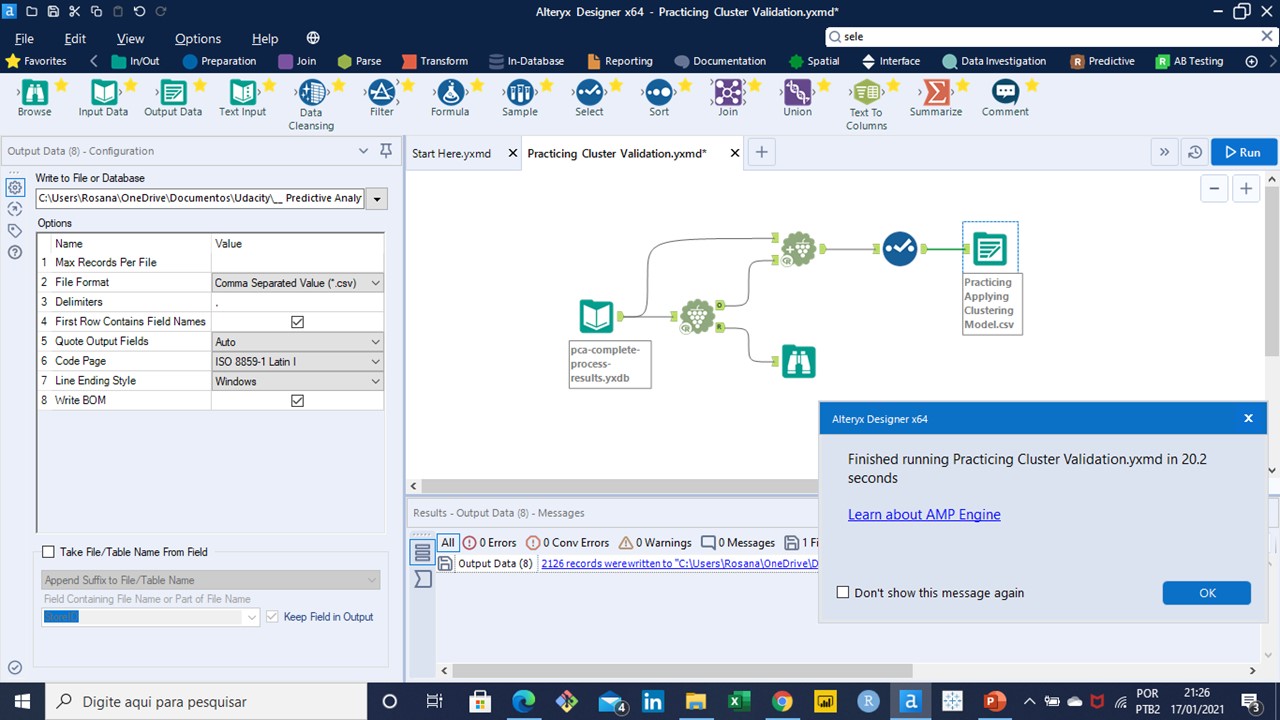 Alteryx Designer x64 - Practicing Cluster Validation.yxmd*
File Edit View Options Help
sele
Favorites In/Out Preparation Join Parse Transform In-Database Reporting Documentation Spatial Interface Data Investigation Predictive AB Testing
Browse Input Data Output Data Text Input Data Cleansing Filter Formula Sample Select Sort Join Union Text To Columns Summarize Comment
Output Data (8) - Configuration
Start Here.yxmd
Practicing Cluster Validation.yxmd*
Run
Write to File or Database
C:\Users\Rosana\OneDrive\Documentos\Udacity\__ Predictive Analy
Options
Name Value
1 Max Records Per File
2 File Format Comma Separated Value (*.csv)
3 Delimiters ,
4 First Row Contains Field Names
5 Quote Output Fields Auto
6 Code Page ISO 8859-1 Latin I
7 Line Ending Style Windows
8 Write BOM
Take File/Table Name From Field
Append Suffix to File/Table Name
Field Containing File Name or Part of File Name
Keep Field in Output
O
R
pca-complete-
process-
results.yxdb
Practicing
Applying
Clustering
Model.csv
Results - Output Data (8) - Messages
All 0 Errors 0 Conv Errors 0 Warnings 0 Messages 1 Fi
Output Data (8) 2126 records werewritten to "C:\Users\Rosana\OneDrive\D
Alteryx Designer x64
Finished running Practicing Cluster Validation.yxmd in 20.2
seconds
Learn about AMP Engine
Don't show this message again
OK
Digite aqui para pesquisar
4
POR
PTB2
21:26
17/01/2021
3